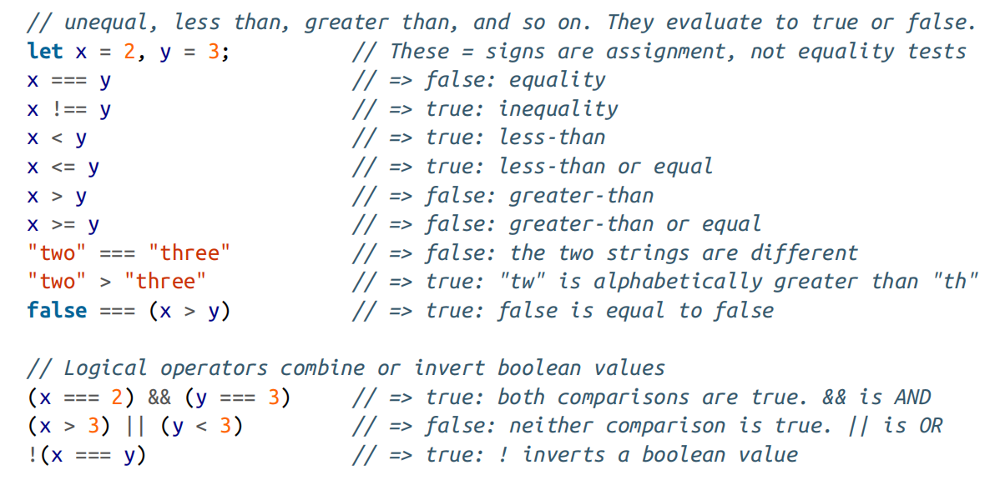 // unequal, less than, greater than, and so on. They evaluate to true or false.
let x = 2, y = 3; // These = signs are assignment, not equality tests
x === y // => false: equality
x !== y // => true: inequality
x < y // => true: less-than
x <= y // => true: less-than or equal
x > y // => false: greater-than
x >= y // => false: greater-than or equal
"two" === "three" // => false: the two strings are different
"two" > "three" // => true: "tw" is alphabetically greater than "th"
false === (x > y) // => true: false is equal to false

// Logical operators combine or invert boolean values
(x === 2) && (y === 3) // => true: both comparisons are true. && is AND
(x > 3) || (y < 3) // => false: neither comparison is true. || is OR
!(x === y) // => true: ! inverts a boolean value